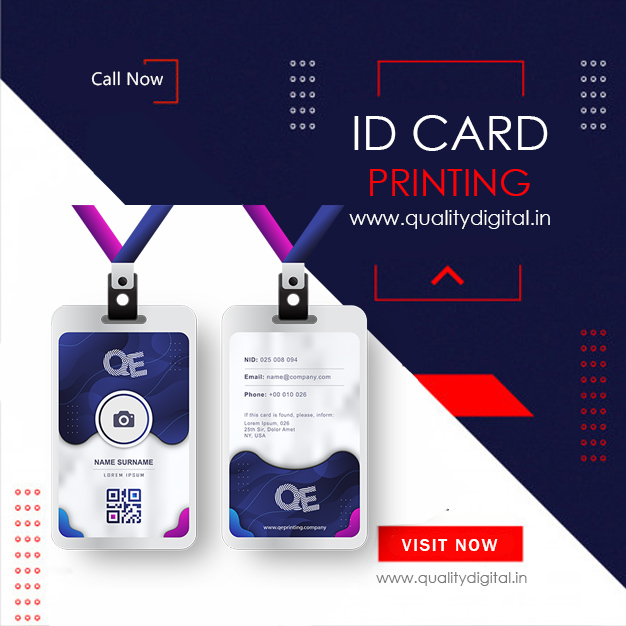 Call Now
ID CARD
PRINTING
www.qualitydigital.in
QE
NAME SURNAME
LOREM IPSUM
NID: 025 008 094
Email: name@company.com
Phone: +00 010 026
If this card is found, please, inform:
Lorem Ipsum, 026
25th Sir, Dolor Amet
NY, USA
QE
www.qeprinting.company
VISIT NOW
www.qualitydigital.in